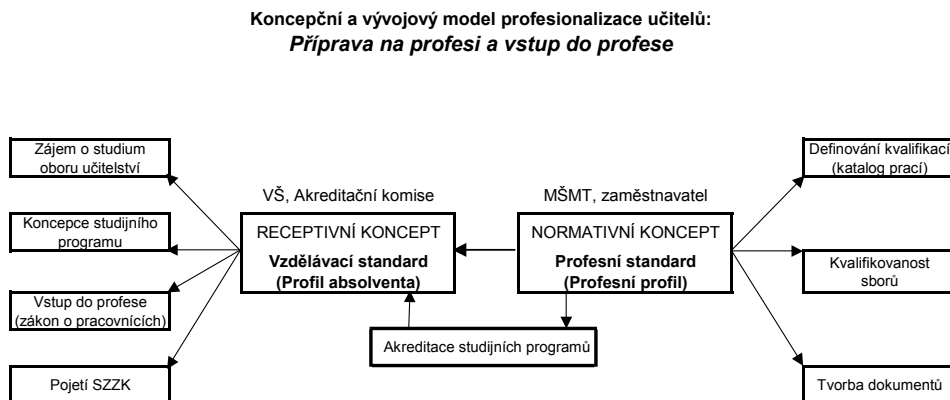 Koncepční a vývojový model profesionalizace učitelů:
Příprava na profesi a vstup do profese
Zájem o studium
oboru učitelství
Koncepce studijního
programu
Vstup do profese
(zákon o pracovnících)
Pojetí SZZK
VŠ, Akreditační komise
RECEPTIVNÍ KONCEPT
Vzdělávací standard
(Profil absolventa)
MŠMT, zaměstnavatel
NORMATIVNÍ KONCEPT
Profesní standard
(Profesní profil)
Akreditace studijních programů
Definování kvalifikací
(katalog prací)
Kvalifikovanost
sborů
Tvorba dokumentů